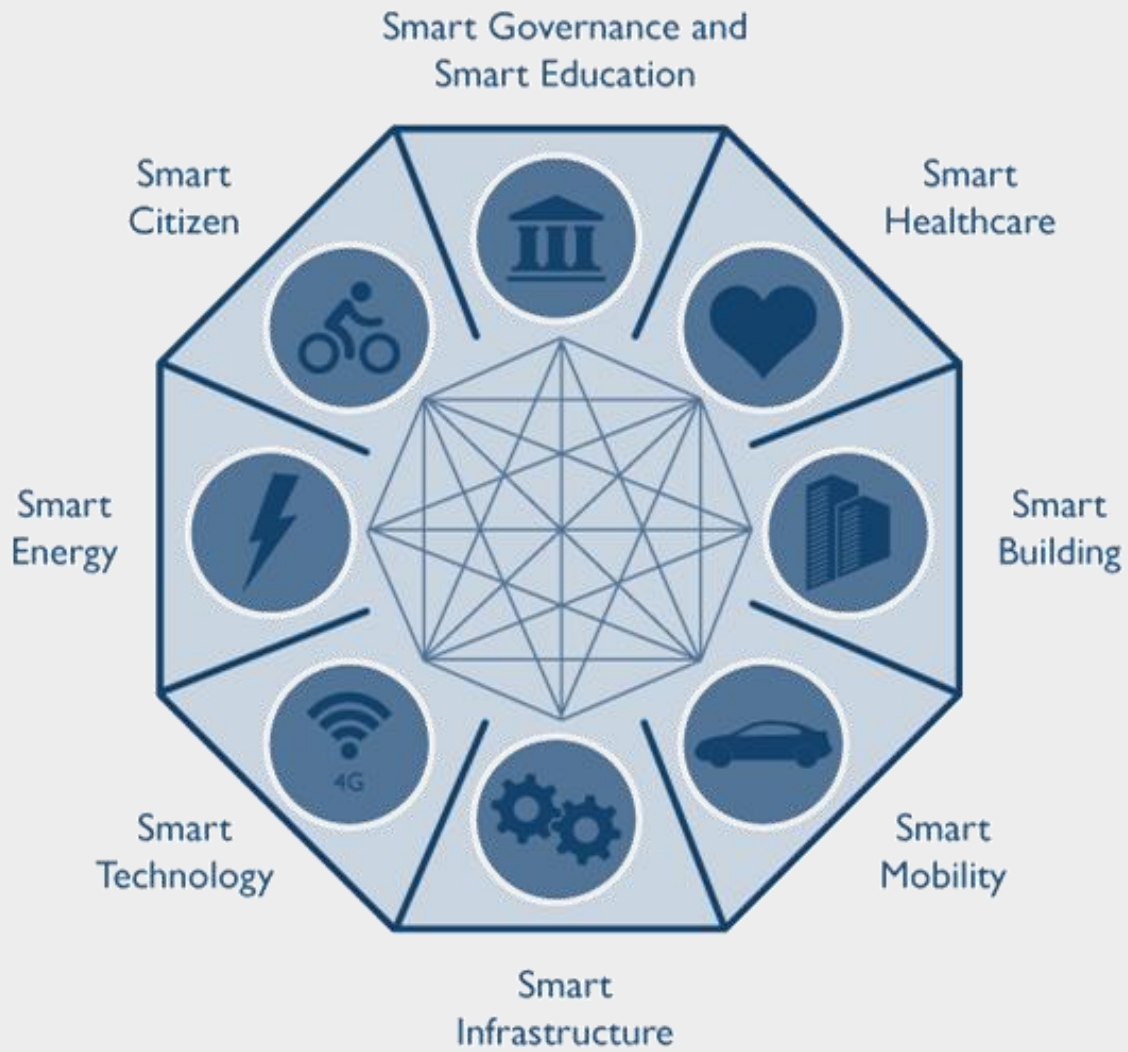 Smart Governance and
Smart Education
Smart
Citizen
Smart
Healthcare
Smart
Energy
Smart
Building
4G
Smart
Technology
Smart
Mobility
Smart
Infrastructure